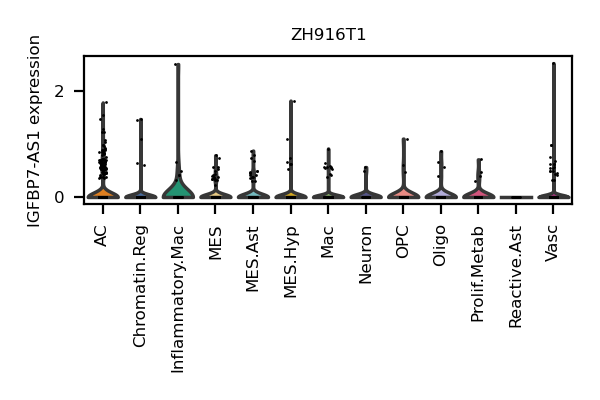 ZH916T1
IGFBP7-AS1 expression
2
0
AC
Chromatin.Reg
Inflammatory.Mac
MES
MES.Ast
MES.Hyp
Mac
Neuron
OPC
Oligo
Prolif.Metab
Reactive.Ast
Vasc